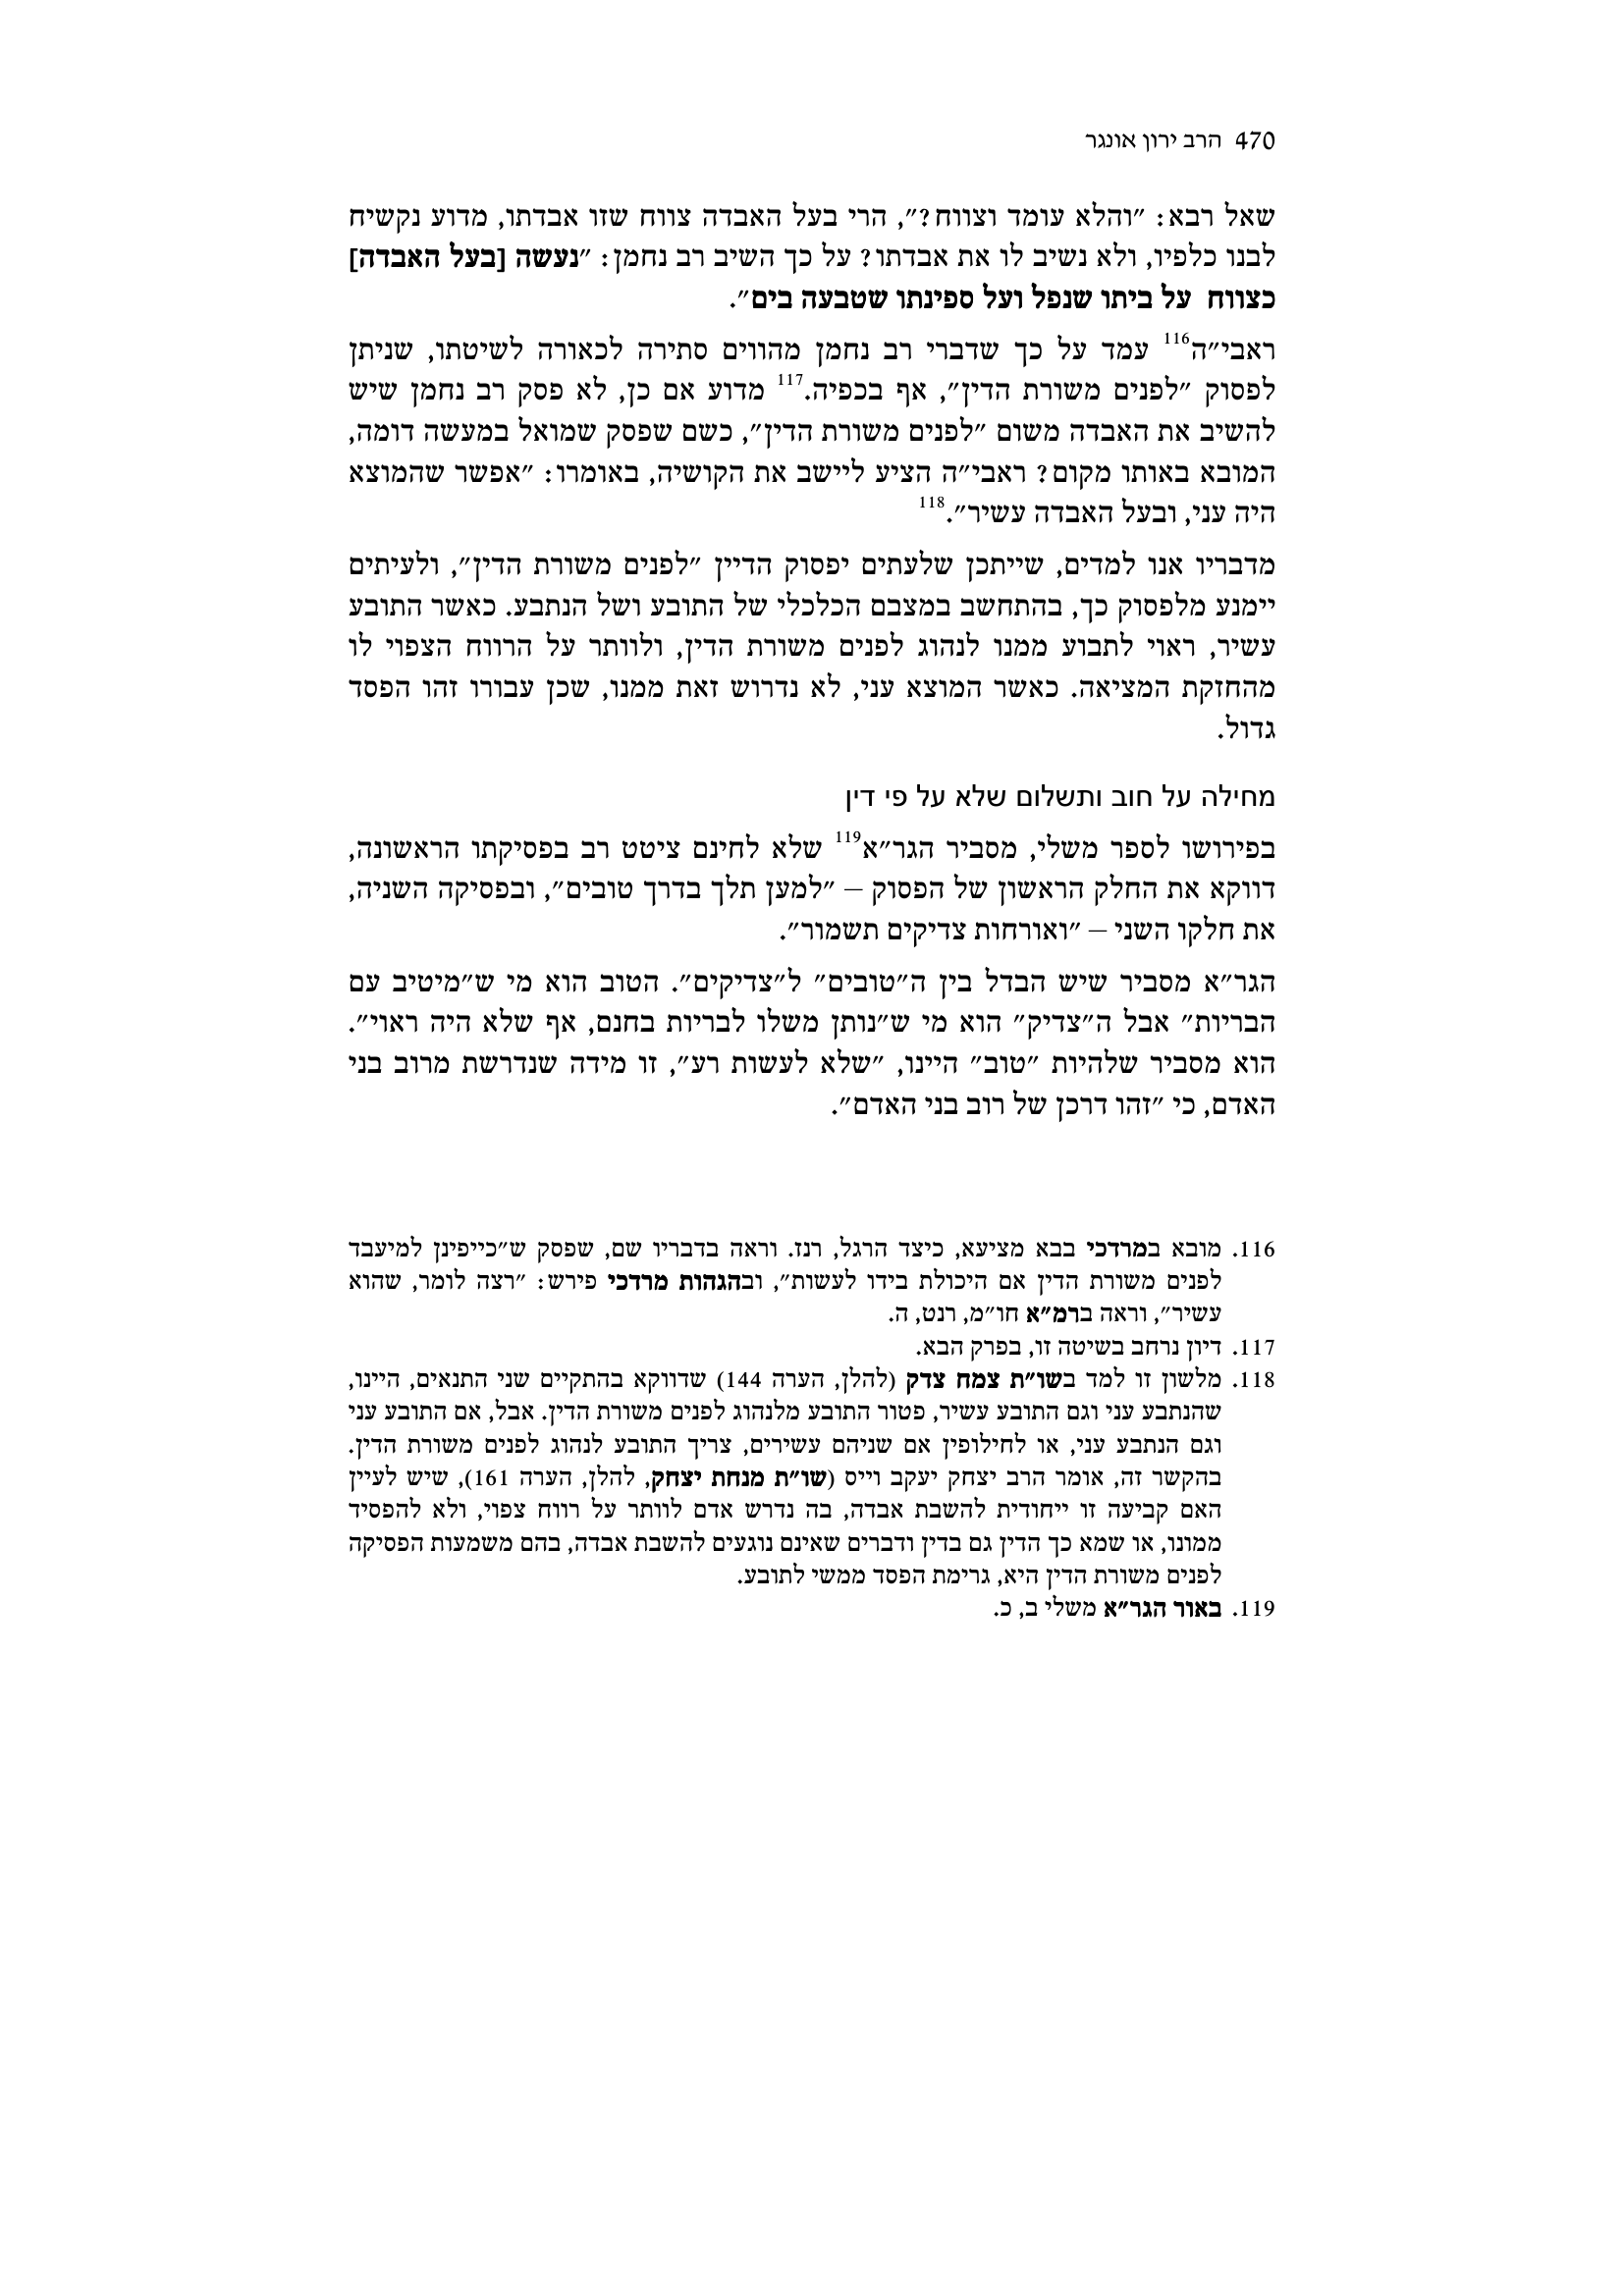 470 הרב ירון אונגר
שאל רבא: "והלא עומד וצווח?", הרי בעל האבדה צווח שזו אבדתו, מדוע נקשיח
לבנו כלפיו, ולא נשיב לו את אבדתו? על כך השיב רב נחמן: "נעשה [בעל האבדה]
כצווח על ביתו שנפל ועל ספינתו שטבעה בים".
ראבי"ה116 עמד על כך שדברי רב נחמן מהווים סתירה לכאורה לשיטתו, שניתן
לפסוק "לפנים משורת הדין", אף בכפיה.117 מדוע אם כן, לא פסק רב נחמן שיש
להשיב את האבדה משום "לפנים משורת הדין", כשם שפסק שמואל במעשה דומה,
המובא באותו מקום? ראבי"ה הציע ליישב את הקושיה, באומרו: "אפשר שהמוצא
היה עני, ובעל האבדה עשיר".118
מדבריו אנו למדים, שייתכן שלעתים יפסוק הדיין "לפנים משורת הדין", ולעיתים
יימנע מלפסוק כך, בהתחשב במצבם הכלכלי של התובע ושל הנתבע. כאשר התובע
עשיר, ראוי לתבוע ממנו לנהוג לפנים משורת הדין, ולוותר על הרווח הצפוי לו
מהחזקת המציאה. כאשר המוצא עני, לא נדרוש זאת ממנו, שכן עבורו זהו הפסד
גדול.
מחילה על חוב ותשלום שלא על פי דין
בפירושו לספר משלי, מסביר הגר"א119 שלא לחינם ציטט רב בפסיקתו הראשונה,
דווקא את החלק הראשון של הפסוק – "למען תלך בדרך טובים", ובפסיקה השניה,
את חלקו השני – "ואורחות צדיקים תשמור".
הגר"א מסביר שיש הבדל בין ה"טובים" ל"צדיקים". הטוב הוא מי ש"מיטיב עם
הבריות" אבל ה"צדיק" הוא מי ש"נותן משלו לבריות בחנם, אף שלא היה ראוי".
הוא מסביר שלהיות "טוב" היינו, "שלא לעשות רע", זו מידה שנדרשת מרוב בני
האדם, כי "זהו דרכן של רוב בני האדם".
116. מובא במרדכי בבא מציעא, כיצד הרגל, רנז. וראה בדבריו שם, שפסק ש"כייפינן למיעבד
לפנים משורת הדין אם היכולת בידו לעשות", ובהגהות מרדכי פירש: "רצה לומר, שהוא
עשיר", וראה ברמ"א חו"מ, רנט, ה.
117. דיון נרחב בשיטה זו, בפרק הבא.
118. מלשון זו למד בשו"ת צמח צדק (להלן, הערה 144) שדווקא בהתקיים שני התנאים, היינו,
שהנתבע עני וגם התובע עשיר, פטור התובע מלנהוג לפנים משורת הדין. אבל, אם התובע עני
וגם הנתבע עני, או לחילופין אם שניהם עשירים, צריך התובע לנהוג לפנים משורת הדין.
בהקשר זה, אומר הרב יצחק יעקב וייס (שו"ת מנחת יצחק, להלן, הערה 161), שיש לעיין
האם קביעה זו ייחודית להשבת אבדה, בה נדרש אדם לוותר על רווח צפוי, ולא להפסיד
ממונו, או שמא כך הדין גם בדין ודברים שאינם נוגעים להשבת אבדה, בהם משמעות הפסיקה
לפנים משורת הדין היא, גרימת הפסד ממשי לתובע.
119. באור הגר"א משלי ב, כ.